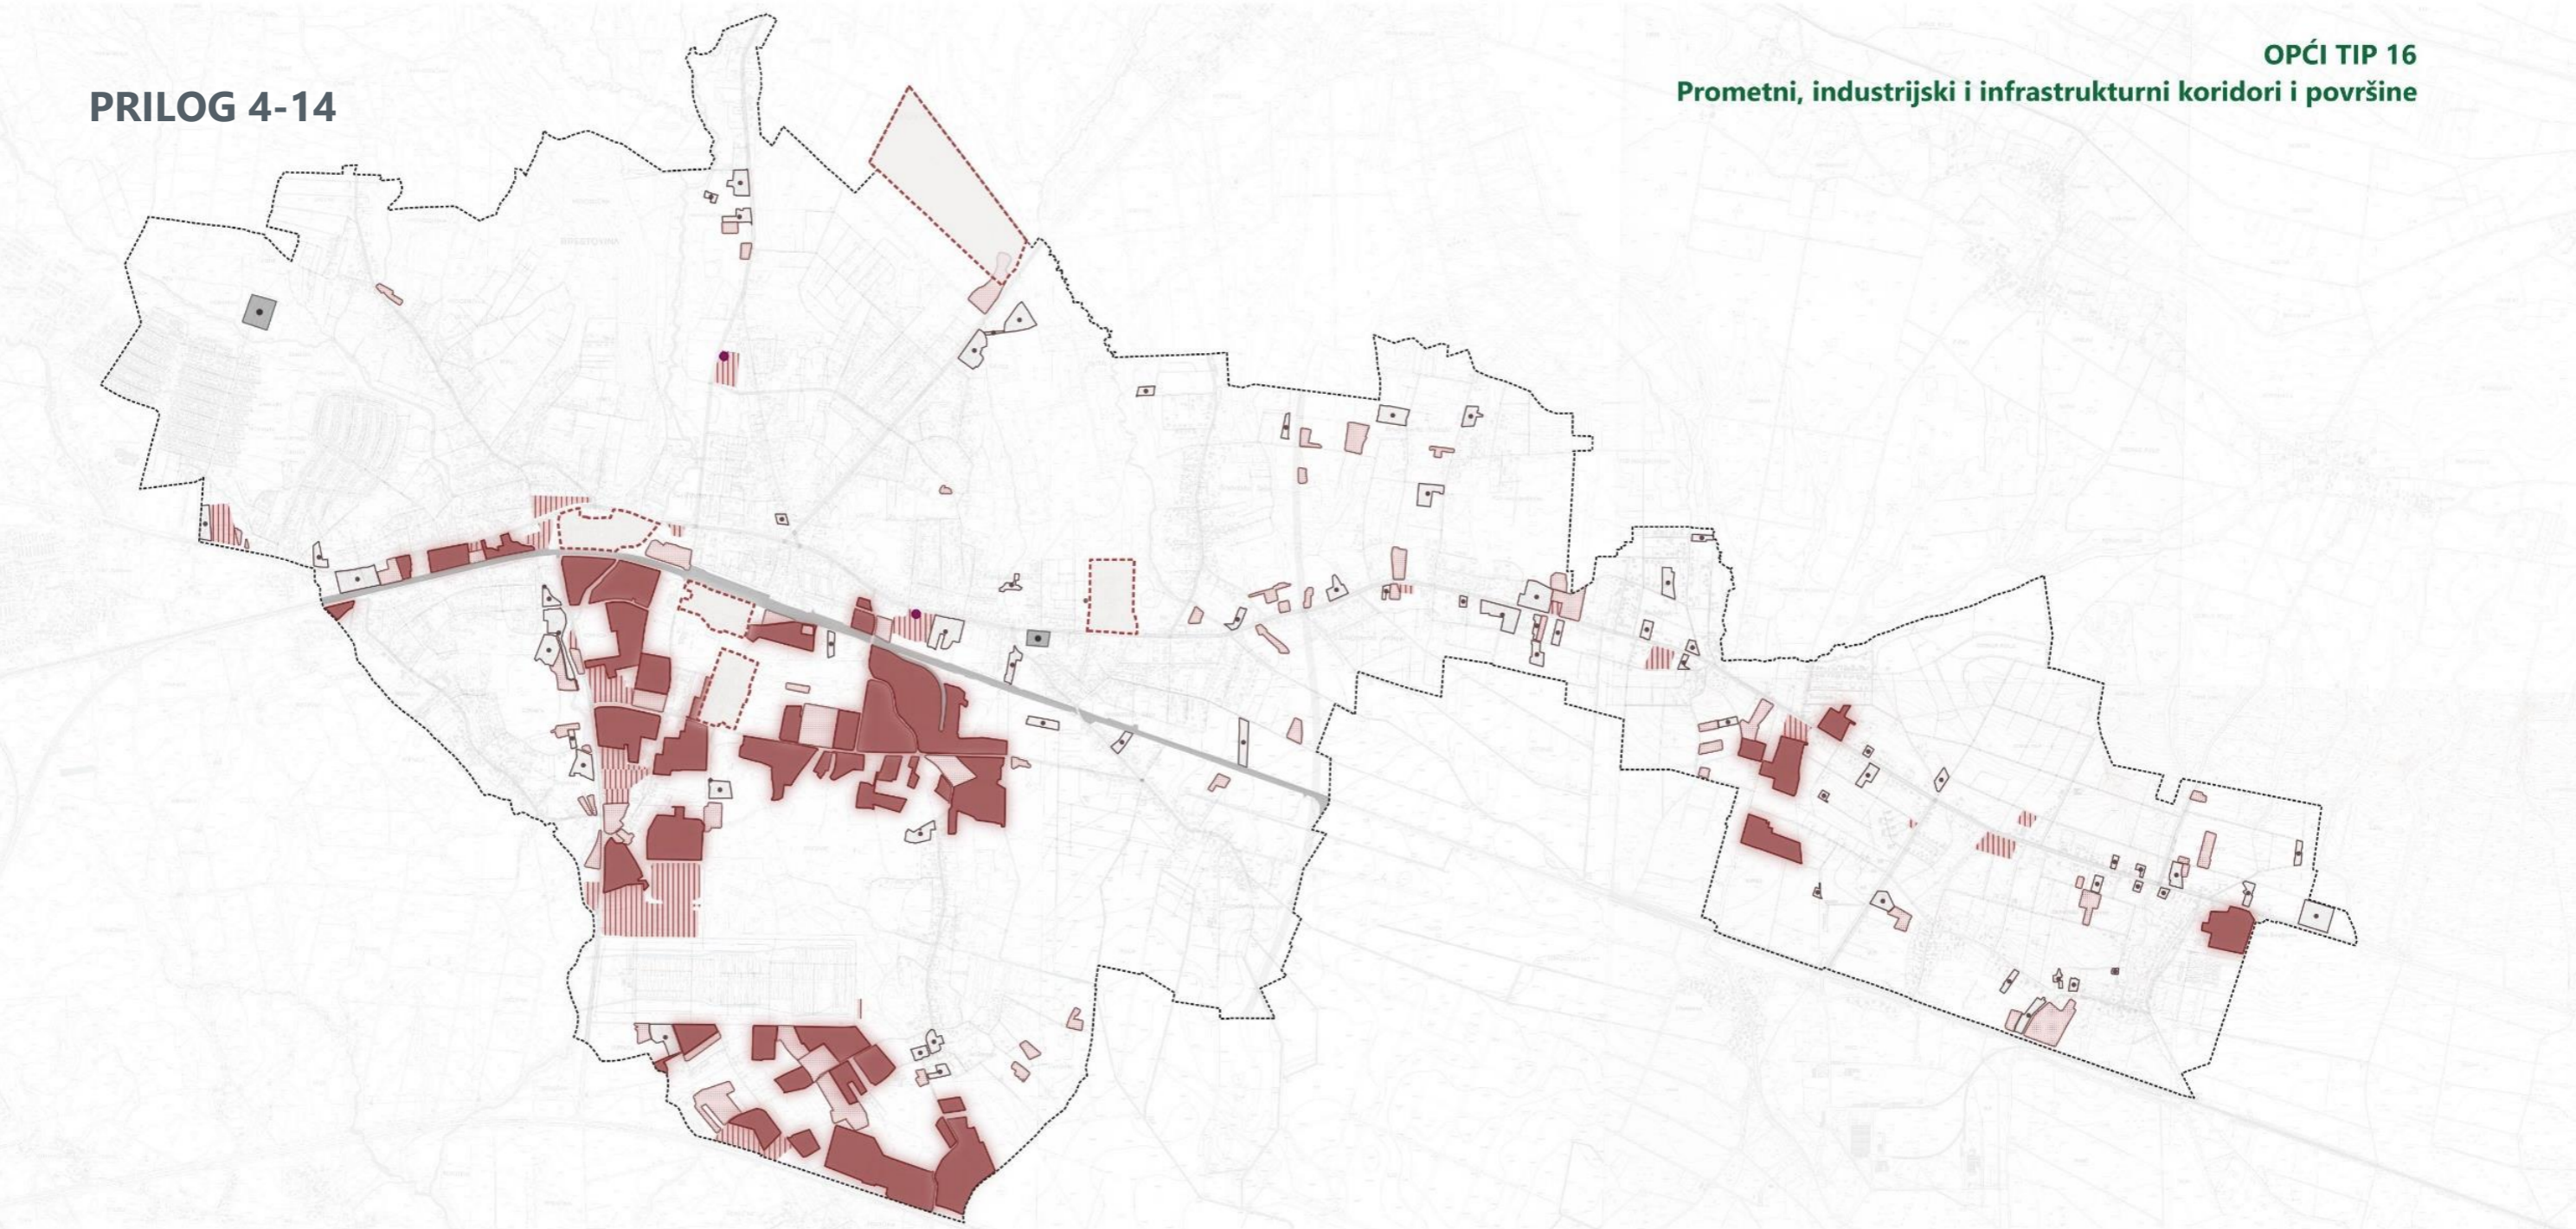 PRILOG 4-14
OPĆI TIP 16
Prometni, industrijski i infrastrukturni koridori i površine